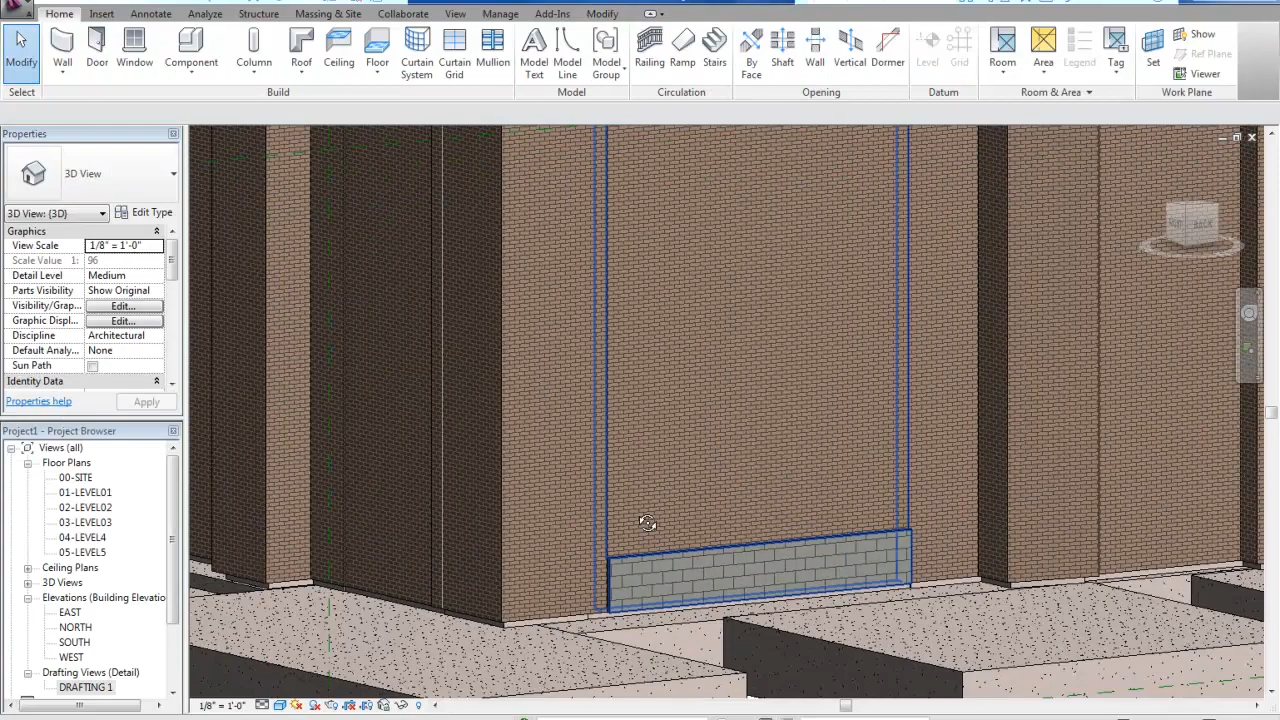 Home Insert Annotate Analyze Structure Massing & Site Collaborate View Manage Add-Ins Modify
Modify Wall Door Window Component Column Roof Ceiling Floor Curtain System Curtain Grid Mullion Model Text Model Line Model Group Railing Ramp Stairs By Face Shaft Wall Vertical Dormer Level Grid Room Area Legend Tag Set Show
Ref Plane
Viewer
Select Build Model Circulation Opening Datum Room & Area Work Plane
Properties
3D View
3D View: {3D} Edit Type
Graphics
View Scale 1/8" = 1'-0"
Scale Value 1: 96
Detail Level Medium
Parts Visibility Show Original
Visibility/Grap... Edit...
Graphic Displ... Edit...
Discipline Architectural
Default Analy... None
Sun Path
Identity Data
Properties help Apply
Project1 - Project Browser
Views (all)
Floor Plans
00-SITE
01-LEVEL01
02-LEVEL02
03-LEVEL03
04-LEVEL4
05-LEVEL5
Ceiling Plans
3D Views
Elevations (Building Elevatio
EAST
NORTH
SOUTH
WEST
Drafting Views (Detail)
DRAFTING 1
1/8" = 1'-0"
BACK